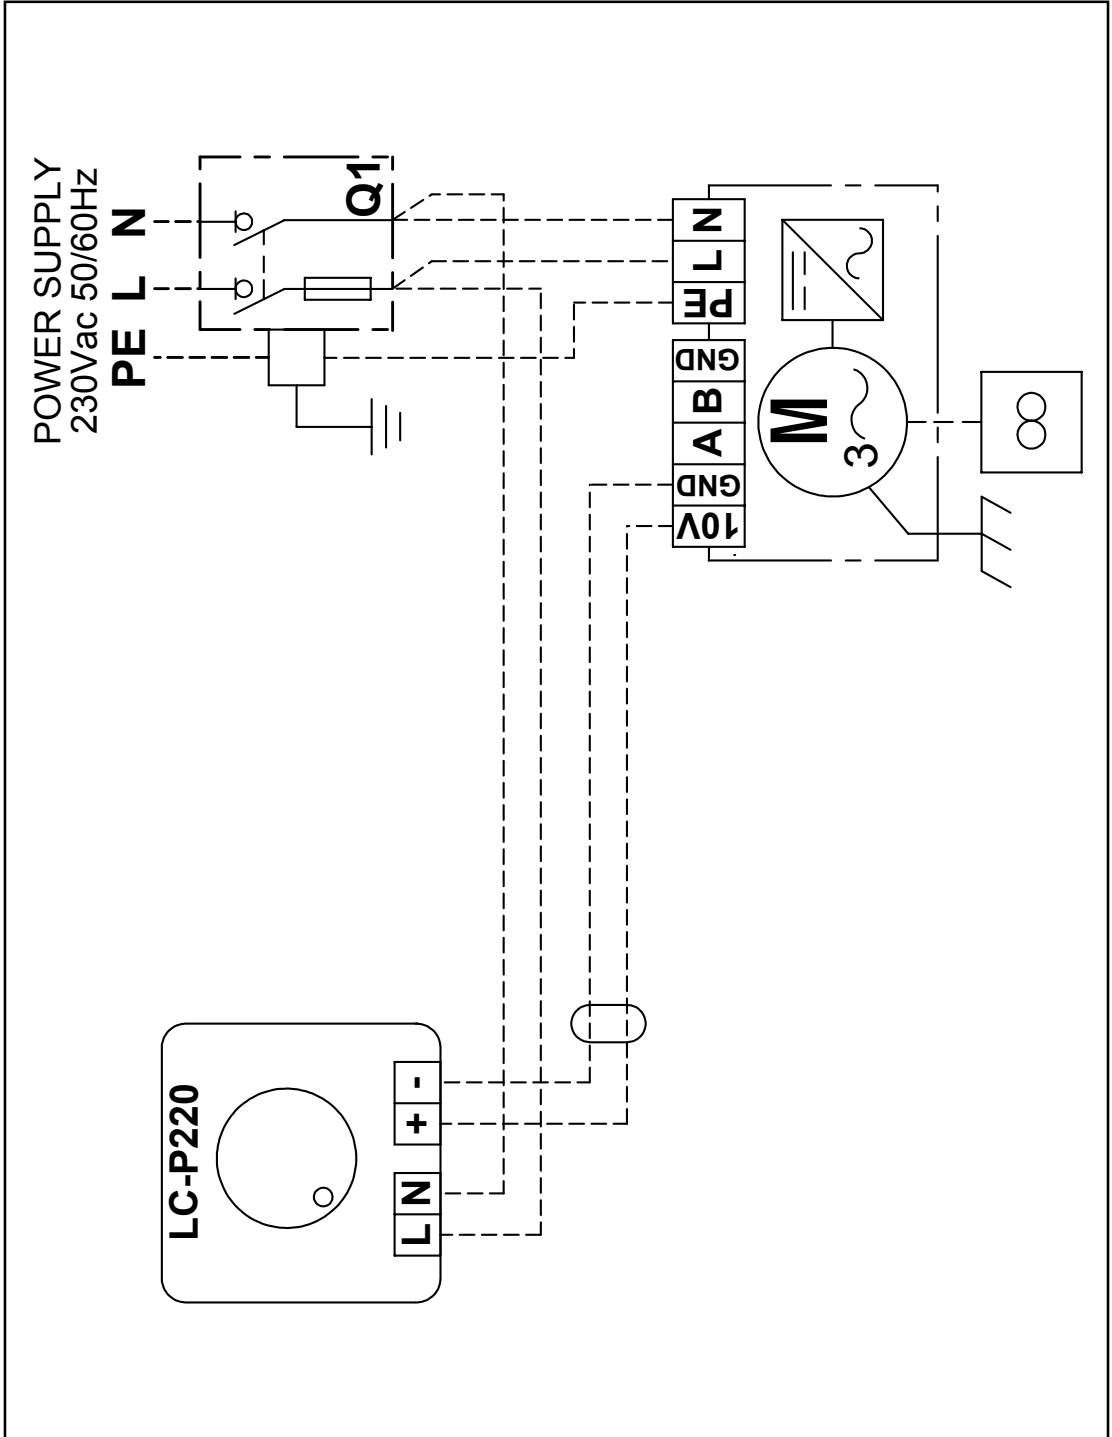 POWER SUPPLY
230Vac 50/60Hz
PE L N
Q1
10V GND A B GND PE L N
M
3
LC-P220
L N + -